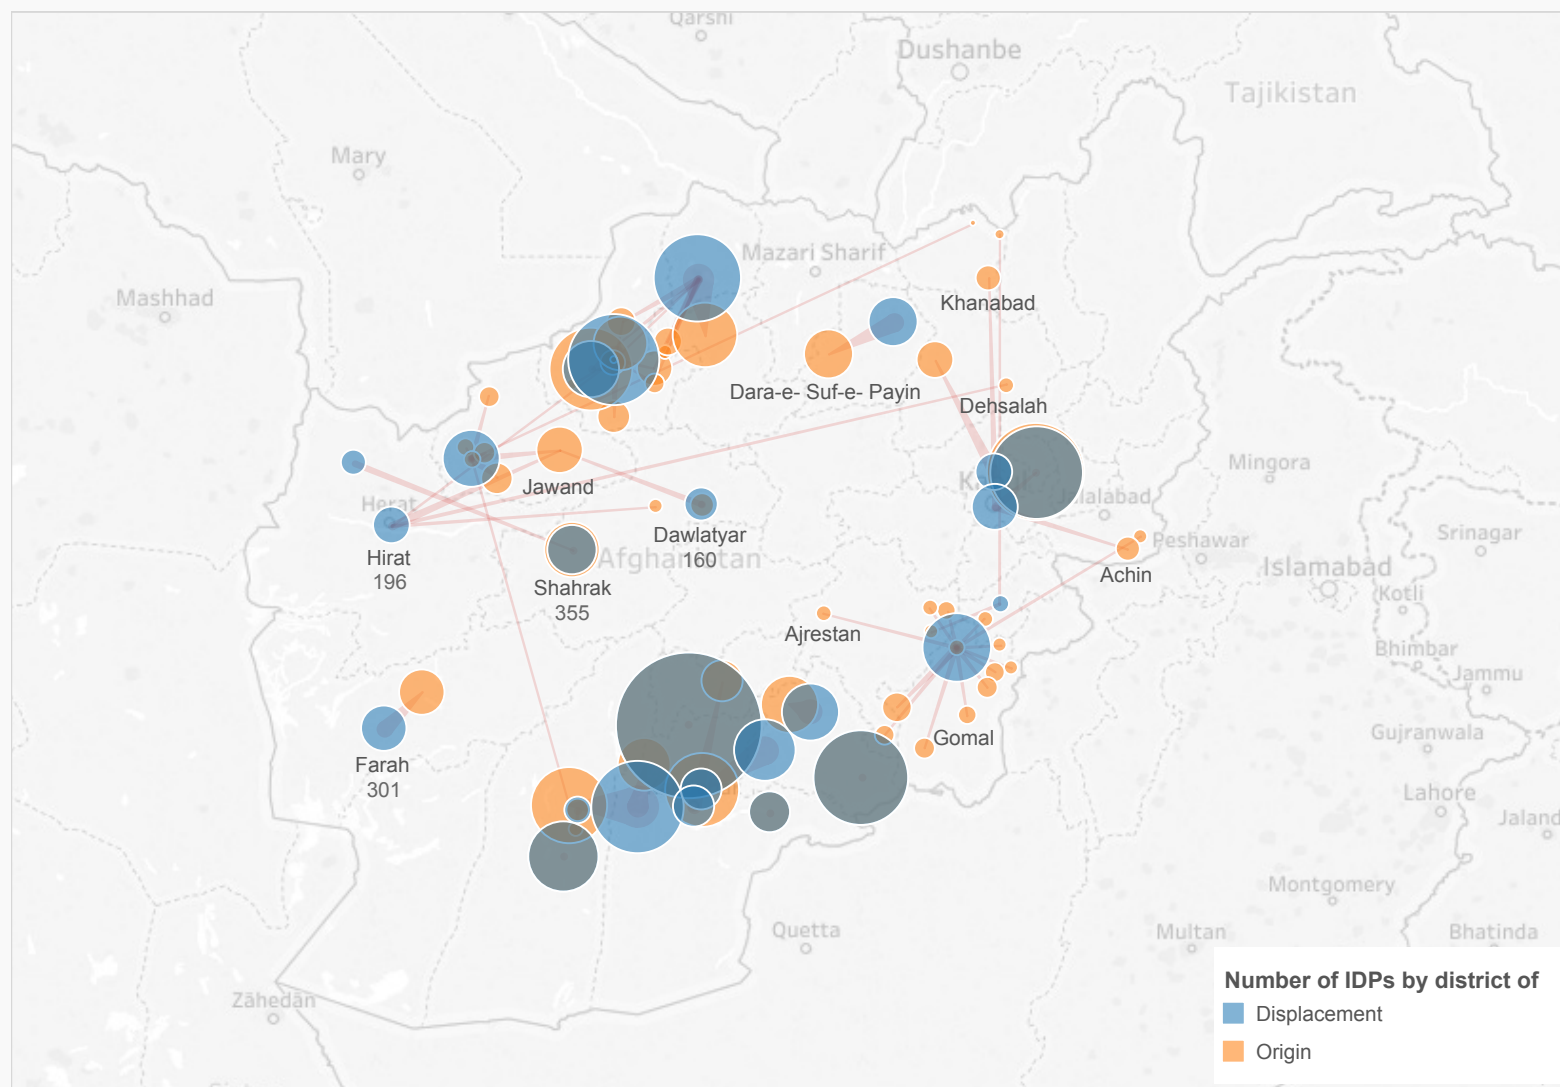 Qarshi
Dushanbe
Tajikistan
Mary
Mazari Sharif
Mashhad
Khanabad
Dara-e- Suf-e- Payin
Dehsalah
Mingora
Jawand
Herat
Jalalabad
Hirat
196
Dawlatyar
160
Afghanistan
Shahrak
355
Peshawar
Srinagar
Achin
Islamabad
Kotli
Ajrestan
Bhimbar
Jammu
Gomal
Gujranwala
Farah
301
Lahore
Jaland
Montgomery
Quetta
Multan
Bhatinda
Zāhedān
Number of IDPs by district of
Displacement
Origin